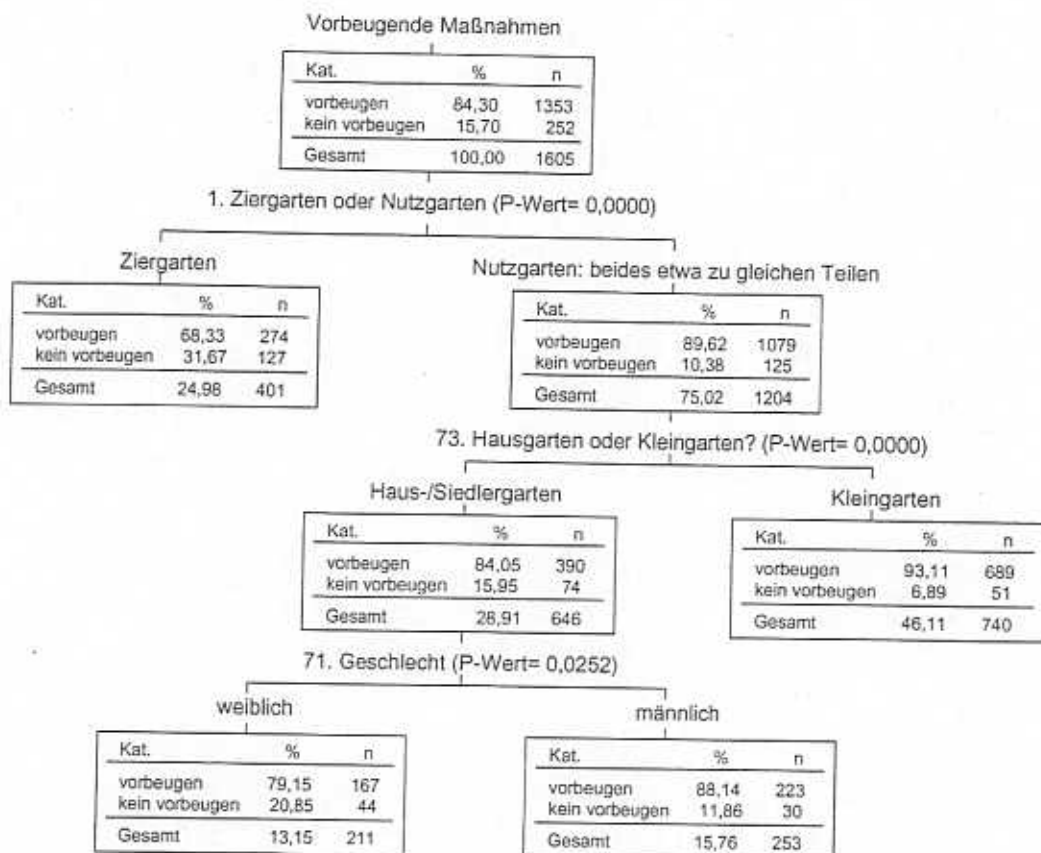 Vorbeugende Maßnahmen
Kat. % n
vorbeugen 84,30 1353
kein vorbeugen 15,70 252
Gesamt 100,00 1605
1. Ziergarten oder Nutzgarten (P-Wert= 0,0000)
Ziergarten
Kat. % n
vorbeugen 68,33 274
kein vorbeugen 31,67 127
Gesamt 24,98 401
Nutzgarten: beides etwa zu gleichen Teilen
Kat. % n
vorbeugen 89,62 1079
kein vorbeugen 10,38 125
Gesamt 75,02 1204
73. Hausgarten oder Kleingarten? (P-Wert= 0,0000)
Haus-/Siedlergarten
Kat. % n
vorbeugen 84,05 390
kein vorbeugen 15,95 74
Gesamt 28,91 646
Kleingarten
Kat. % n
vorbeugen 93,11 689
kein vorbeugen 6,89 51
Gesamt 46,11 740
71. Geschlecht (P-Wert= 0,0252)
weiblich
Kat. % n
vorbeugen 79,15 167
kein vorbeugen 20,85 44
Gesamt 13,15 211
männlich
Kat. % n
vorbeugen 88,14 223
kein vorbeugen 11,86 30
Gesamt 15,76 253